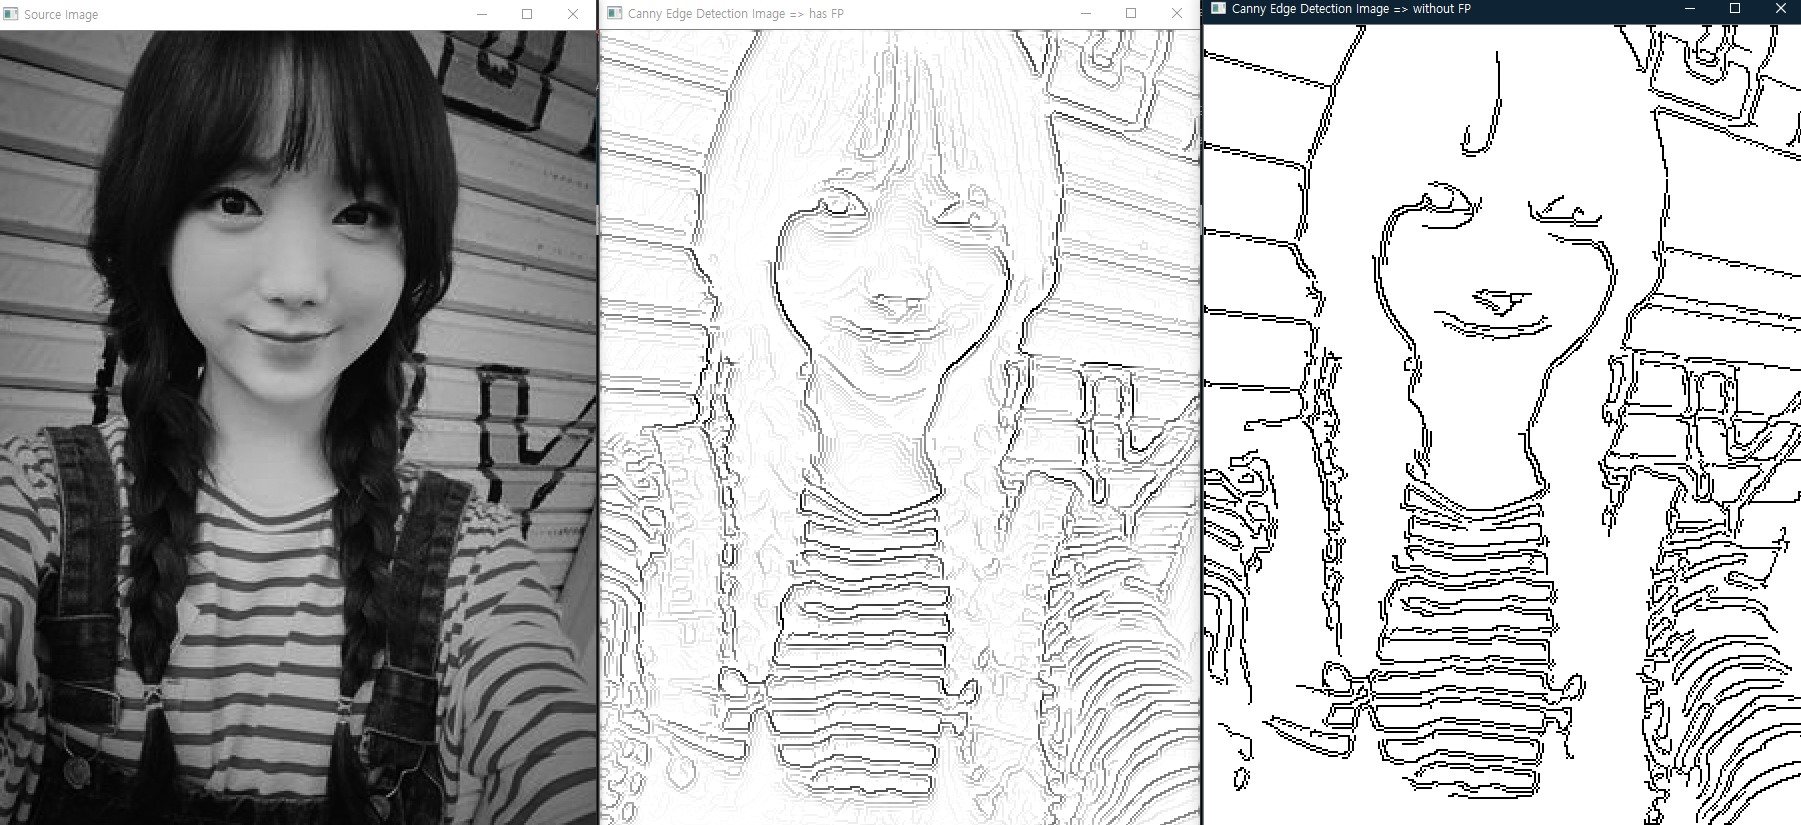 Source Image
Canny Edge Detection Image => has FP
Canny Edge Detection Image => without FP